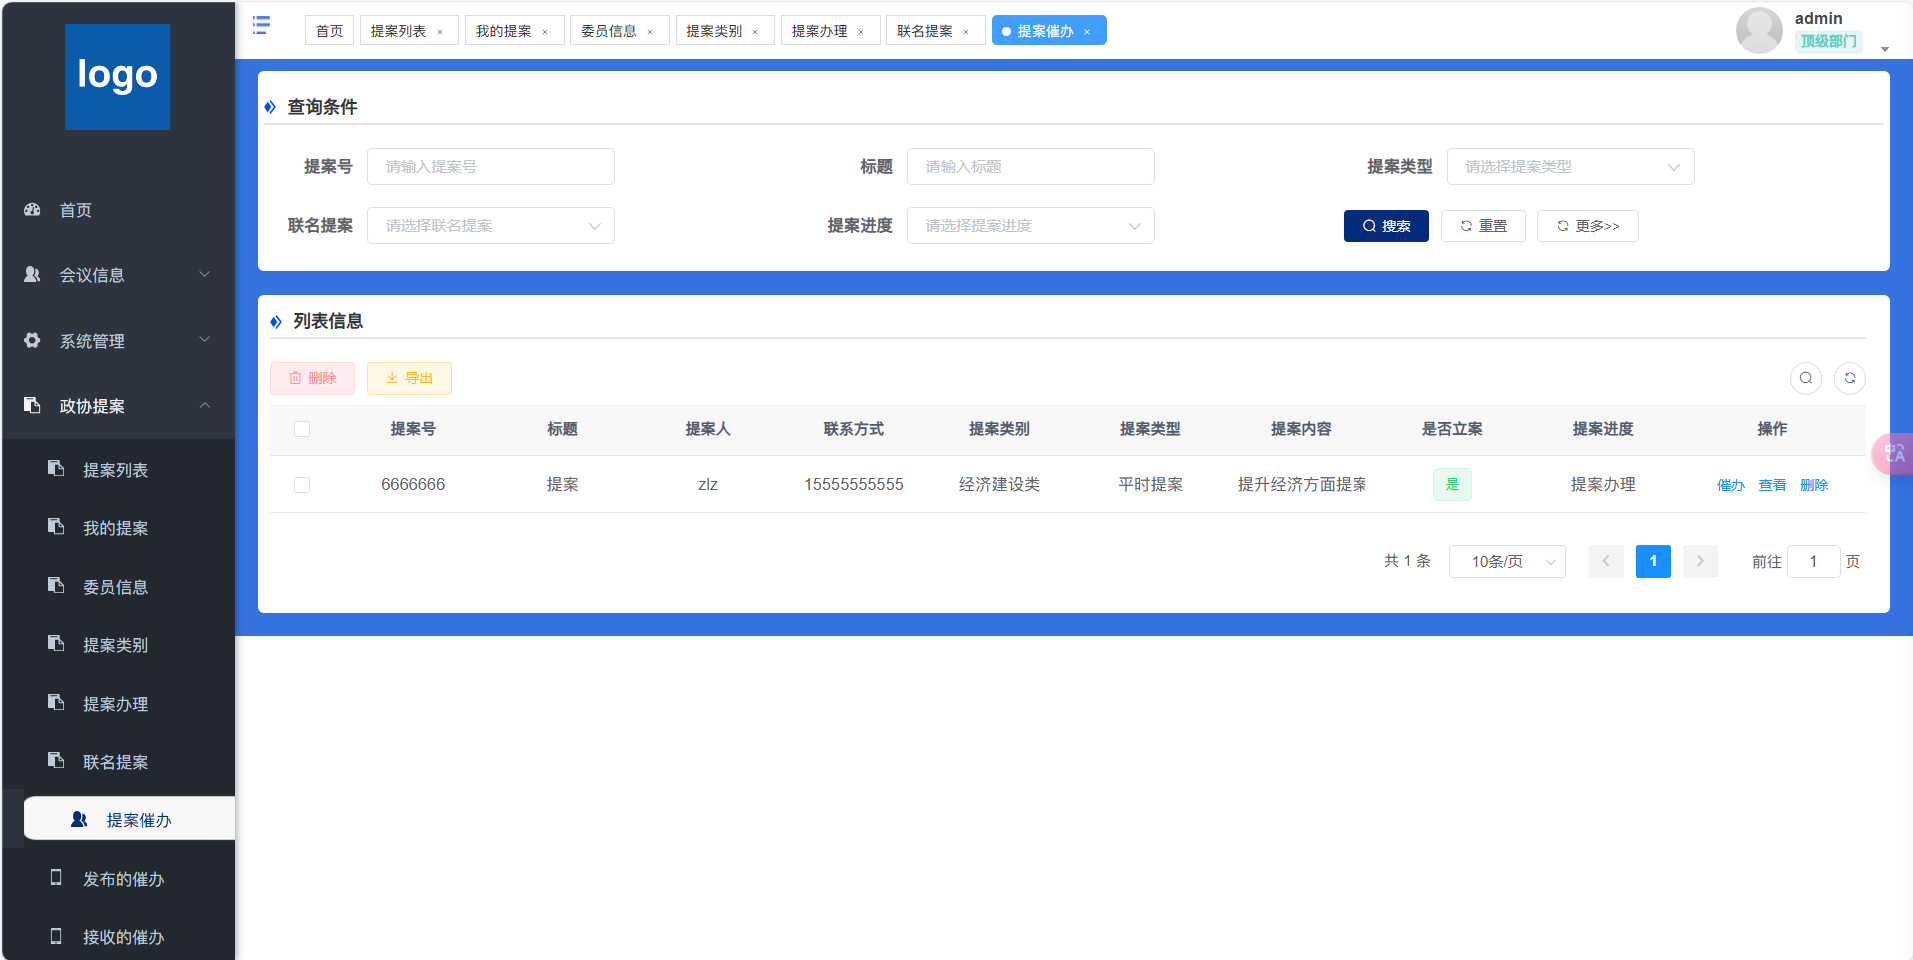 logo
首页
会议信息
系统管理
政协提案
提案列表
我的提案
委员信息
提案类别
提案办理
联名提案
提案催办
发布的催办
接收的催办
首页 提案列表 × 我的提案 × 委员信息 × 提案类别 × 提案办理 × 联名提案 × 提案催办 ×
admin
顶级部门
查询条件
提案号 请输入提案号 标题 请输入标题 提案类型 请选择提案类型
联名提案 请选择联名提案 提案进度 请选择提案进度 搜索 重置 更多>>
列表信息
删除 导出
提案号 标题 提案人 联系方式 提案类别 提案类型 提案内容 是否立案 提案进度 操作
6666666 提案 zlz 15555555555 经济建设类 平时提案 提升经济方面提案 是 提案办理 催办 查看 删除
共 1 条 10条/页 1 前往 1 页
中A